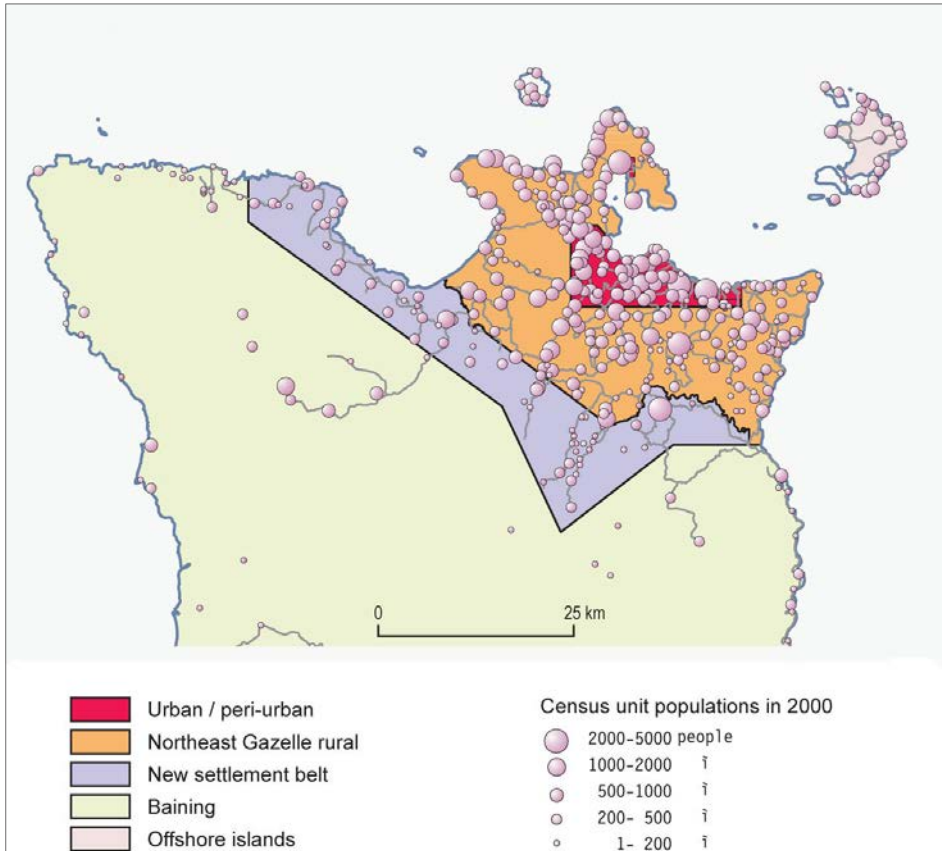 0 25 km
Urban / peri-urban
Northeast Gazelle rural
New settlement belt
Baining
Offshore islands
Census unit populations in 2000
2000-5000 people
1000-2000 ĩ
500-1000 ĩ
200- 500 ĩ
1- 200 ĩ